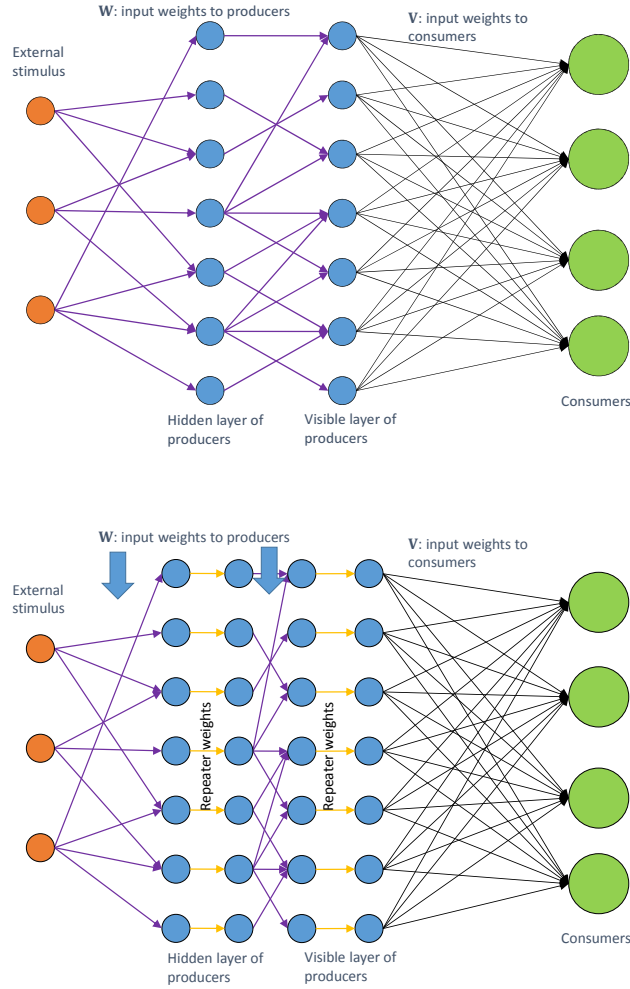 W: input weights to producers
V: input weights to
consumers
External
stimulus
Hidden layer of
producers
Visible layer of
producers
Consumers
W: input weights to producers
V: input weights to
consumers
External
stimulus
Repeater weights
Repeater weights
Hidden layer of
producers
Visible layer of
producers
Consumers